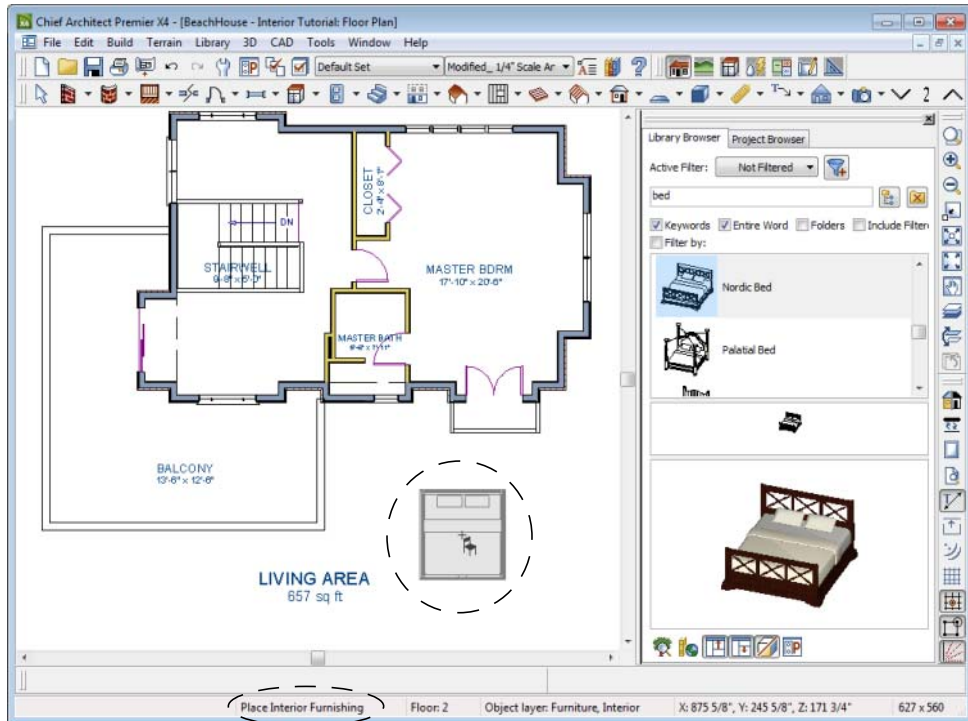 Chief Architect Premier X4 - [BeachHouse - Interior Tutorial: Floor Plan]
File Edit Build Terrain Library 3D CAD Tools Window Help
Default Set
Modified_ 1/4" Scale Ar
2
Library Browser Project Browser
Active Filter: Not Filtered
bed
Keywords Entire Word Folders Include Filter
Filter by:
Nordic Bed
Palatial Bed
CLOSET
2'-4" x 8'-1"
DN
STAIRWELL
MASTER BDRM
17'-10" x 20'-6"
MASTER BATH
BALCONY
13'-6" x 12'-6"
LIVING AREA
657 sq ft
Place Interior Furnishing
Floor: 2
Object layer: Furniture, Interior
X: 875 5/8", Y: 245 5/8", Z: 171 3/4"
627 x 560